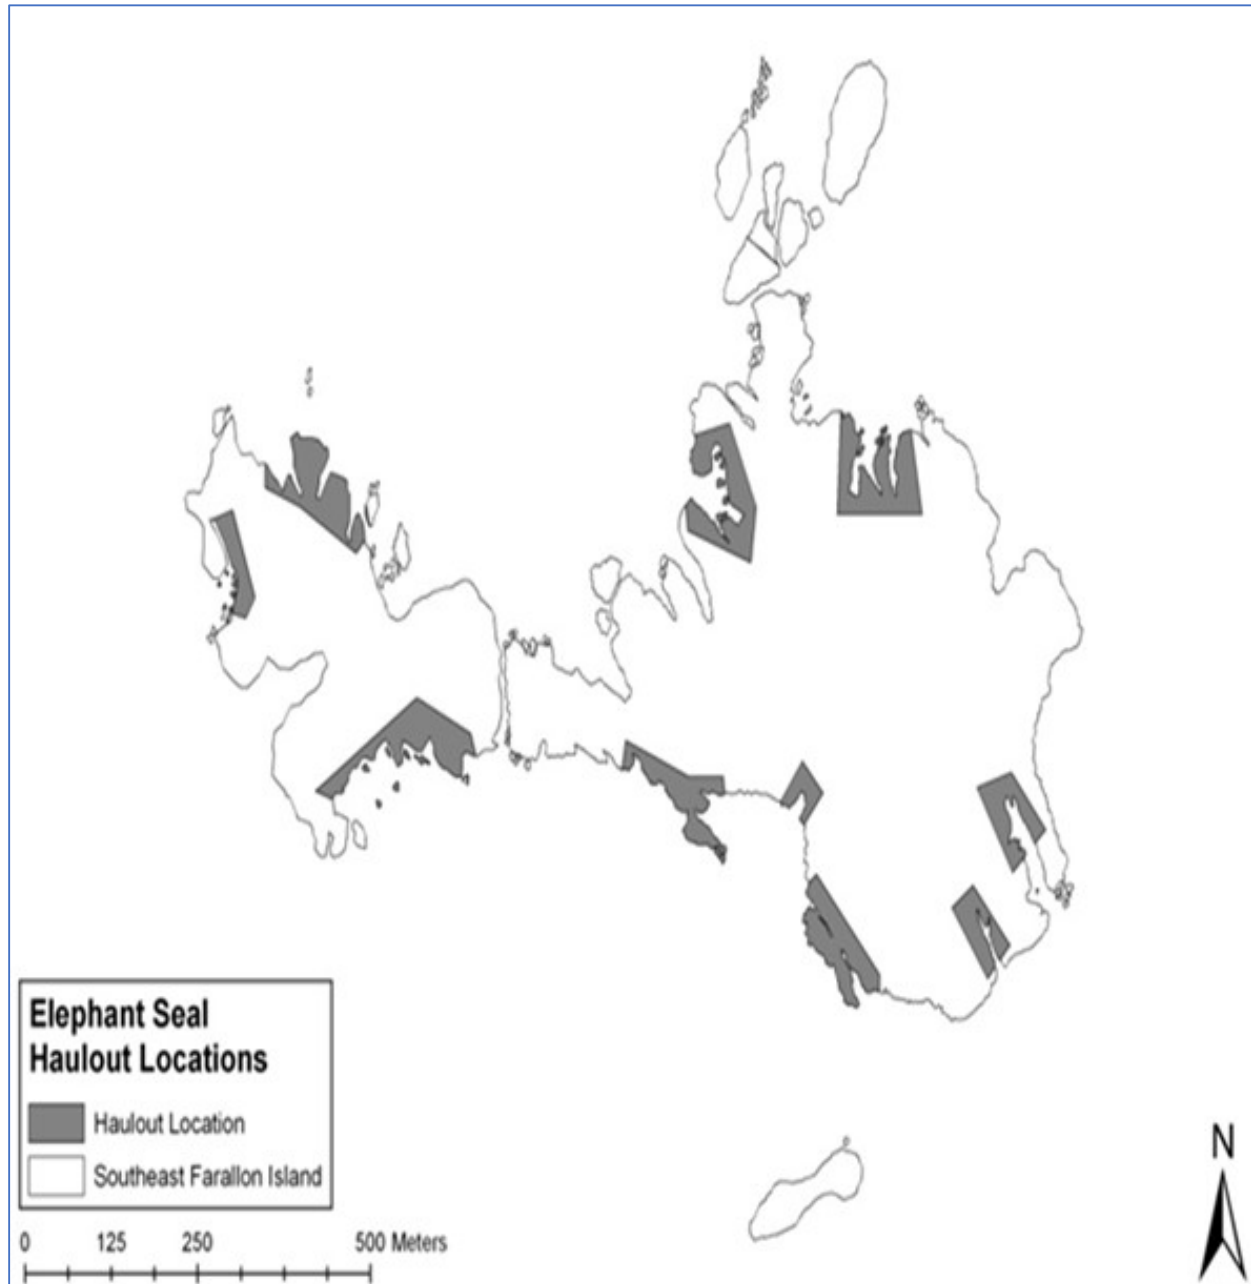 N
Elephant Seal
Haulout Locations
Haulout Location
Southeast Farallon Island
0 125 250 500 Meters